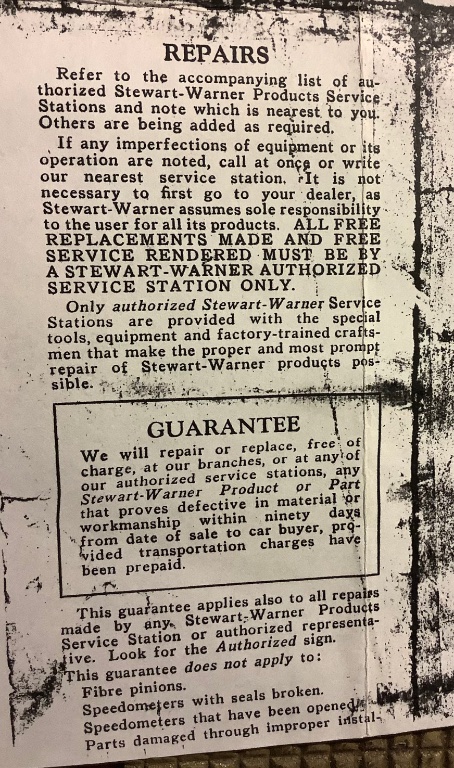 REPAIRS
Refer to the accompanying list of au-
thorized Stewart-Warner Products Service
Stations and note which is nearest to you.
Others are being added as required.
If any imperfections of equipment or its
operation are noted, call at once or write
our nearest service station. It is not
necessary to first go to your dealer, as
Stewart-Warner assumes sole responsibility
to the user for all its products. ALL FREE
REPLACEMENTS MADE AND FREE
SERVICE RENDERED MUST BE BY
A STEWART-WARNER AUTHORIZED
SERVICE STATION ONLY.
Only authorized Stewart-Warner Service
Stations are provided with the special
tools, equipment and factory-trained crafts-
men that make the proper and most prompt
repair of Stewart-Warner products pos-
sible.
GUARANTEE
We will repair or replace, free of
charge, at our branches, or at any of
our authorized service stations, any
Stewart-Warner Product or Part
that proves defective in material or
workmanship within ninety days
from date of sale to car buyer, pro-
vided transportation charges have
been prepaid.
This guarantee applies also to all repairs
made by any Stewart-Warner Products
Service Station or authorized representa-
tive. Look for the Authorized sign.
This guarantee does not apply to:
Fibre pinions.
Speedometers with seals broken.
Speedometers that have been opened.
Parts damaged through improper instal-